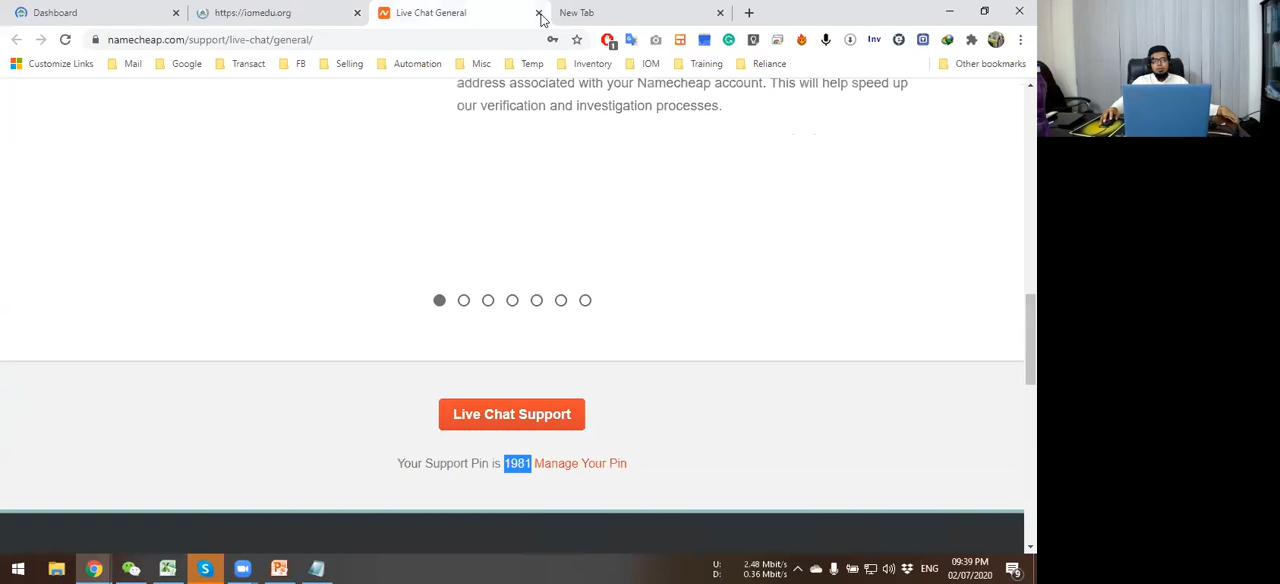 Dashboard
https://iomedu.org
Live Chat General
New Tab
namecheap.com/support/live-chat/general/
1
Inv
Customize Links
Mail
Google
Transact
FB
Selling
Automation
Misc
Temp
Inventory
IOM
Training
Reliance
Other bookmarks
address associated with your Namecheap account. This will help speed up
our verification and investigation processes.
Live Chat Support
Your Support Pin is 1981 Manage Your Pin
U: 2.48 Mbit/s
D: 0.36 Mbit/s
ENG
09:39 PM
02/07/2020